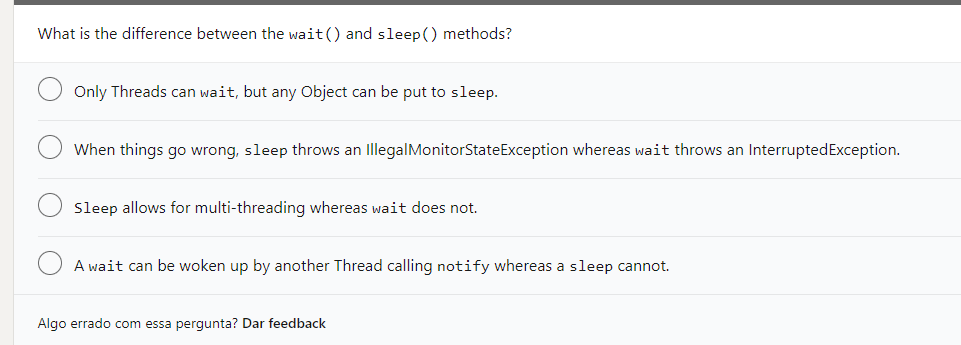 What is the difference between the wait() and sleep() methods?
Only Threads can wait, but any Object can be put to sleep.
When things go wrong, sleep throws an IllegalMonitorStateException whereas wait throws an InterruptedException.
Sleep allows for multi-threading whereas wait does not.
A wait can be woken up by another Thread calling notify whereas a sleep cannot.
Algo errado com essa pergunta? Dar feedback